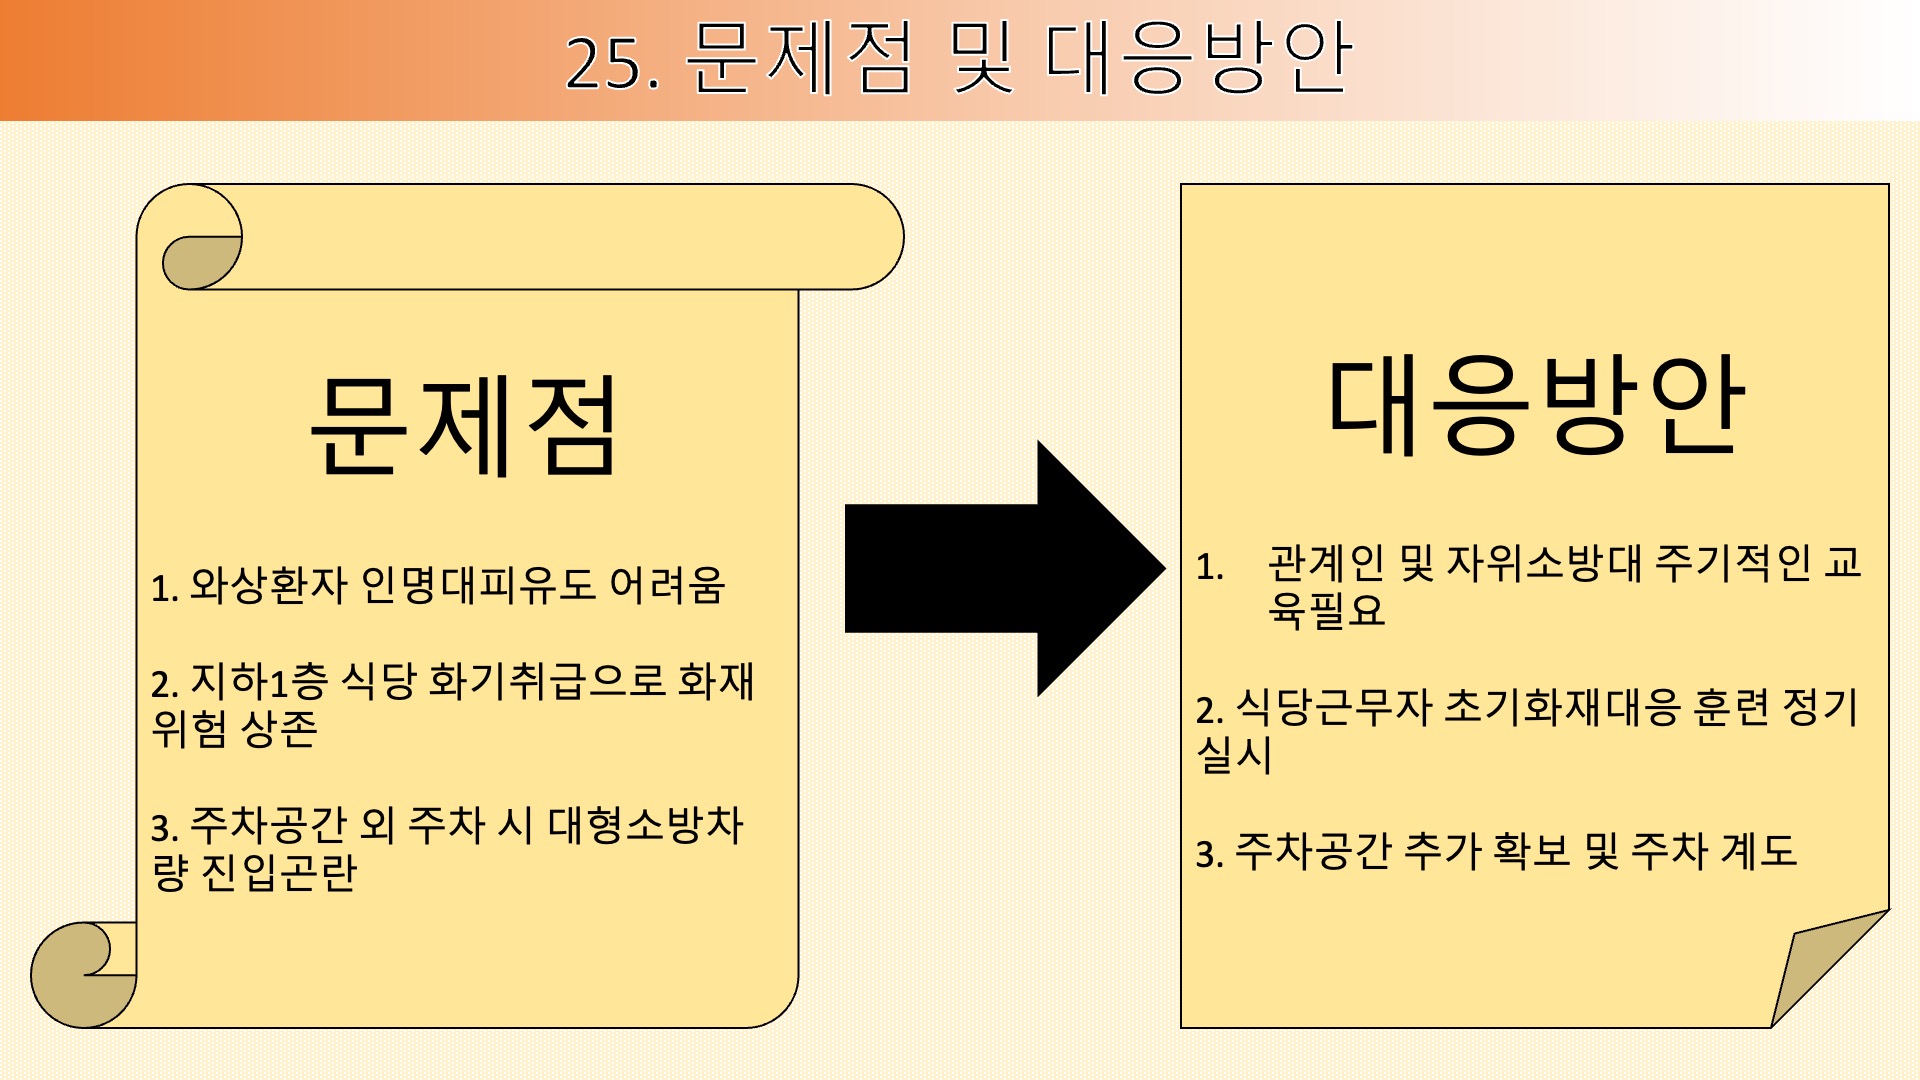 25. 문제점 및 대응방안
문제점
1. 와상환자 인명대피유도 어려움
2. 지하1층 식당 화기취급으로 화재
위험 상존
3. 주차공간 외 주차 시 대형소방차
량 진입곤란
대응방안
1. 관계인 및 자위소방대 주기적인 교
육필요
2. 식당근무자 초기화재대응 훈련 정기
실시
3. 주차공간 추가 확보 및 주차 계도